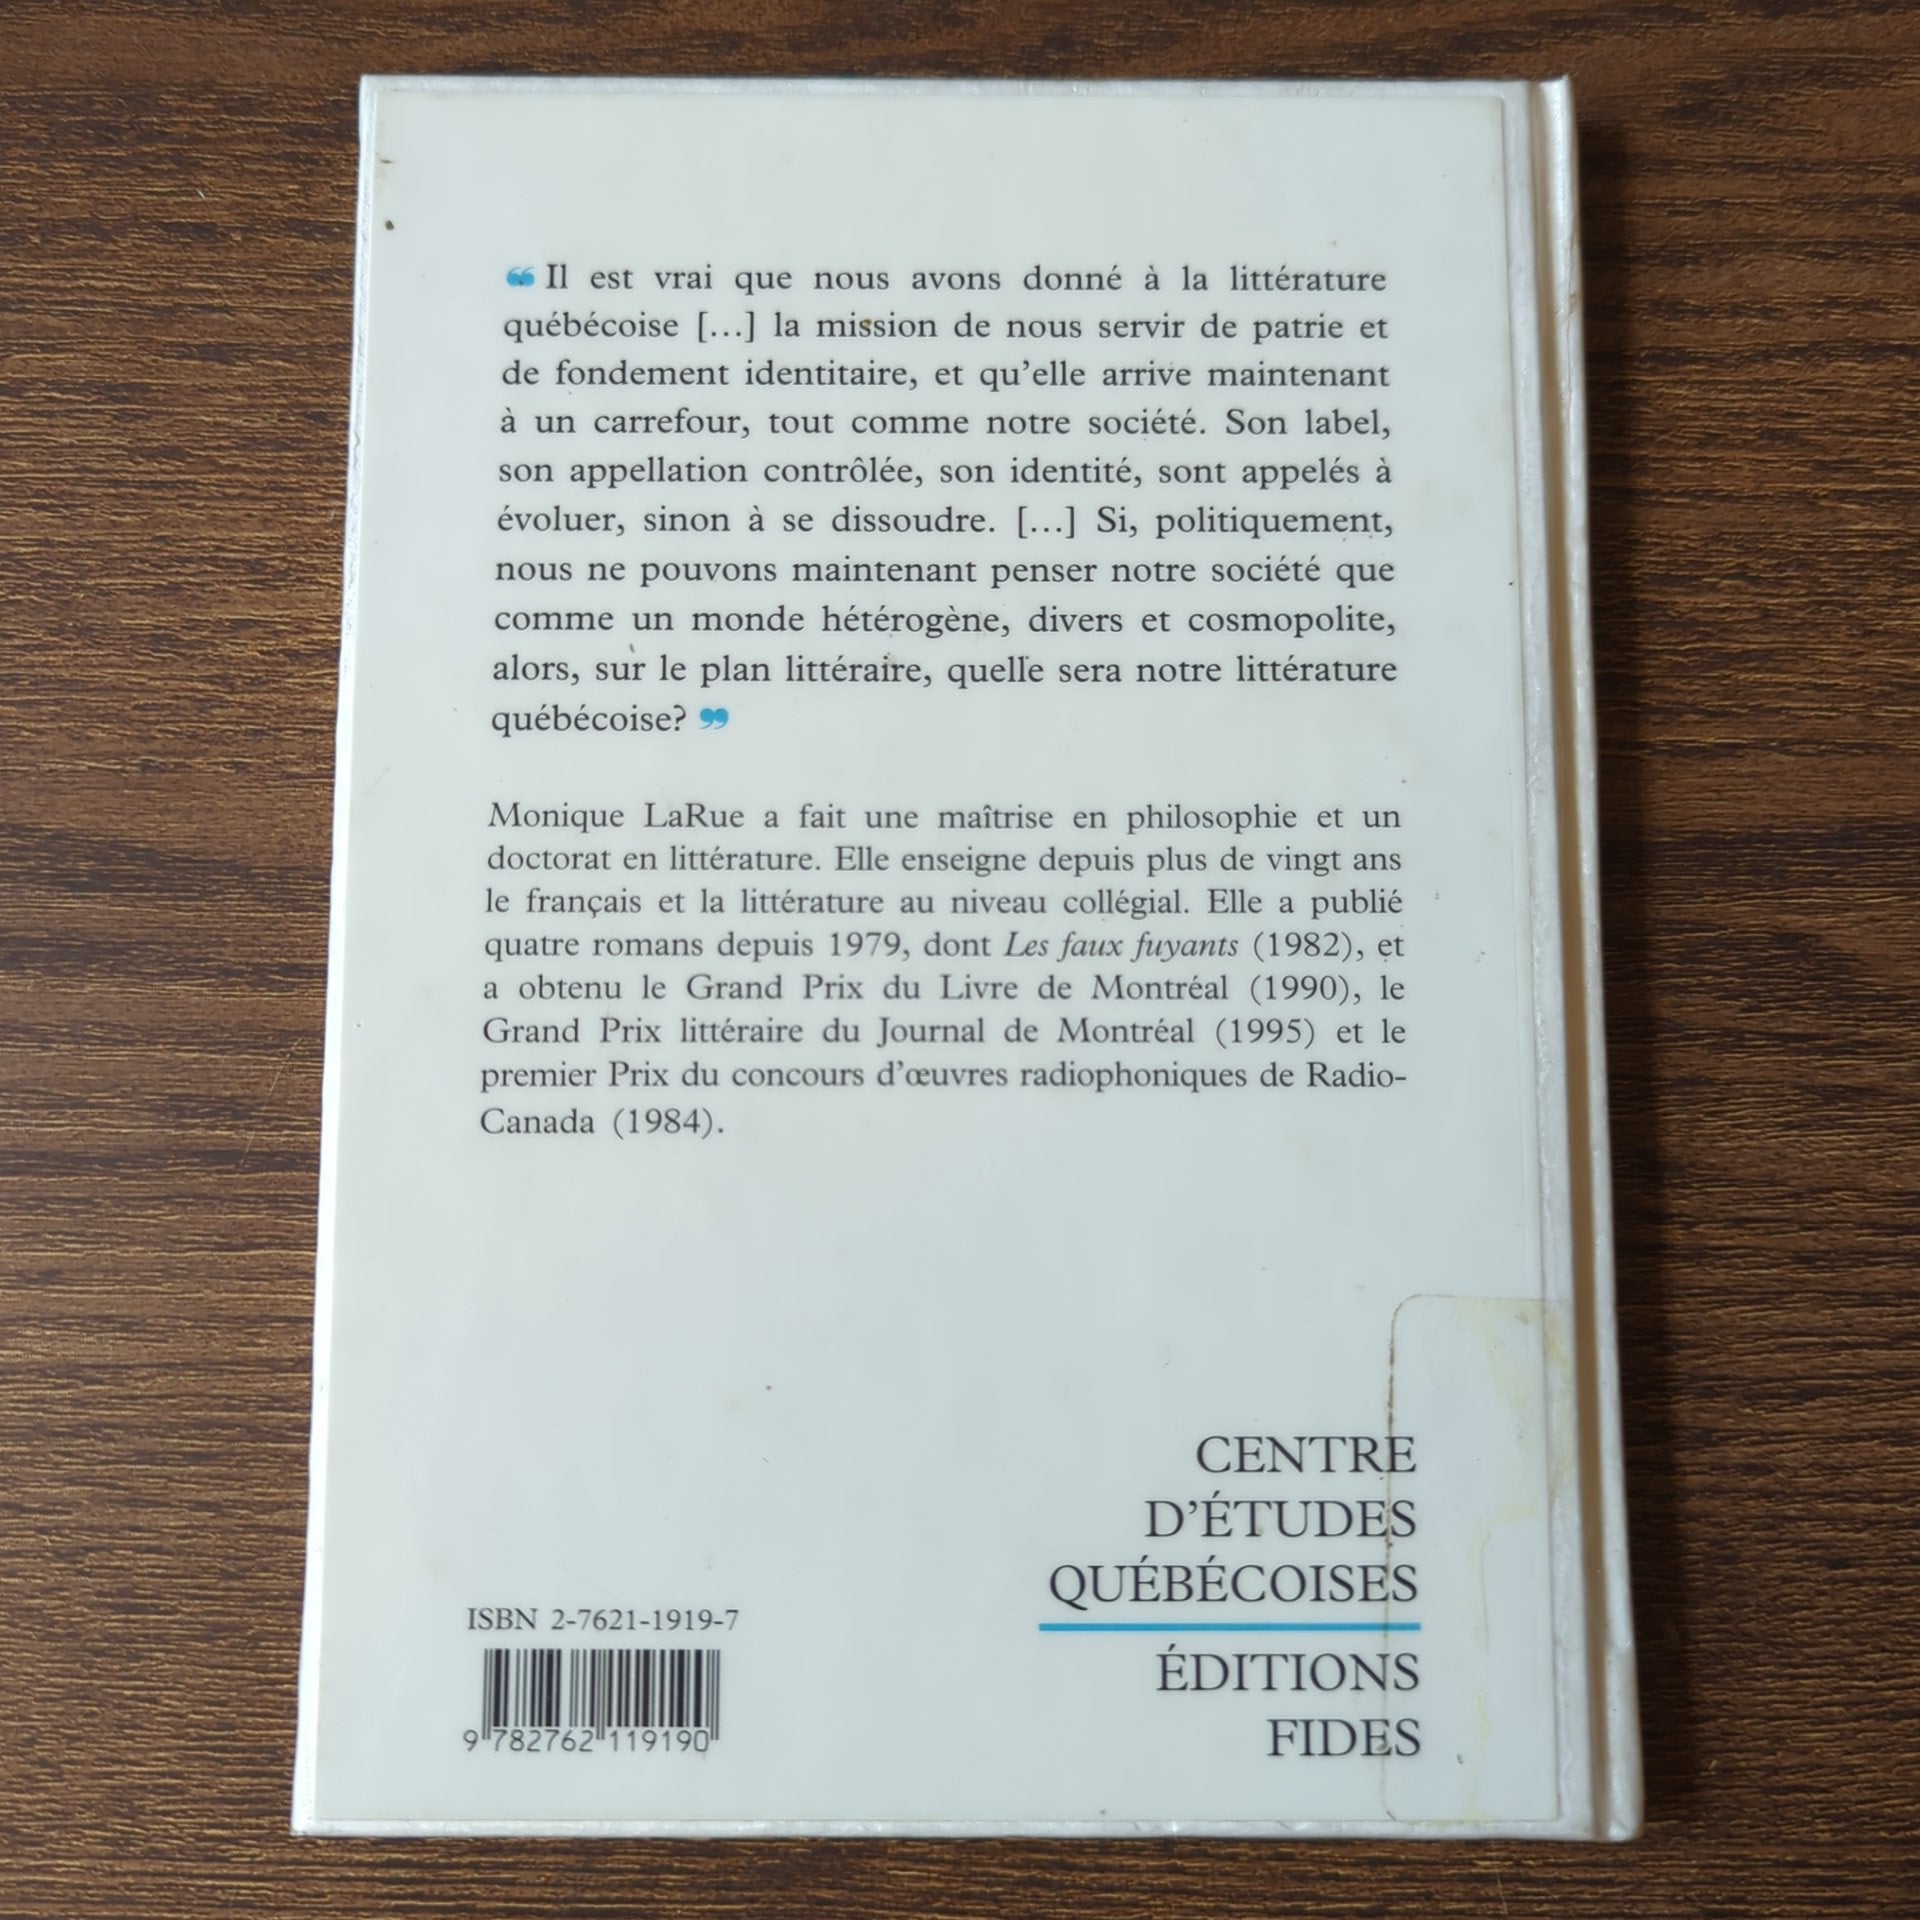 “ Il est vrai que nous avons donné à la littérature
québécoise […] la mission de nous servir de patrie et
de fondement identitaire, et qu’elle arrive maintenant
à un carrefour, tout comme notre société. Son label,
son appellation contrôlée, son identité, sont appelés à
évoluer, sinon à se dissoudre. […] Si, politiquement,
nous ne pouvons maintenant penser notre société que
comme un monde hétérogène, divers et cosmopolite,
alors, sur le plan littéraire, quelle sera notre littérature
québécoise? ”
Monique LaRue a fait une maîtrise en philosophie et un
doctorat en littérature. Elle enseigne depuis plus de vingt ans
le français et la littérature au niveau collégial. Elle a publié
quatre romans depuis 1979, dont Les faux fuyants (1982), et
a obtenu le Grand Prix du Livre de Montréal (1990), le
Grand Prix littéraire du Journal de Montréal (1995) et le
premier Prix du concours d’œuvres radiophoniques de Radio-
Canada (1984).
CENTRE
D’ÉTUDES
QUÉBÉCOISES
ÉDITIONS
FIDES
ISBN 2-7621-1919-7
9 782762 119190